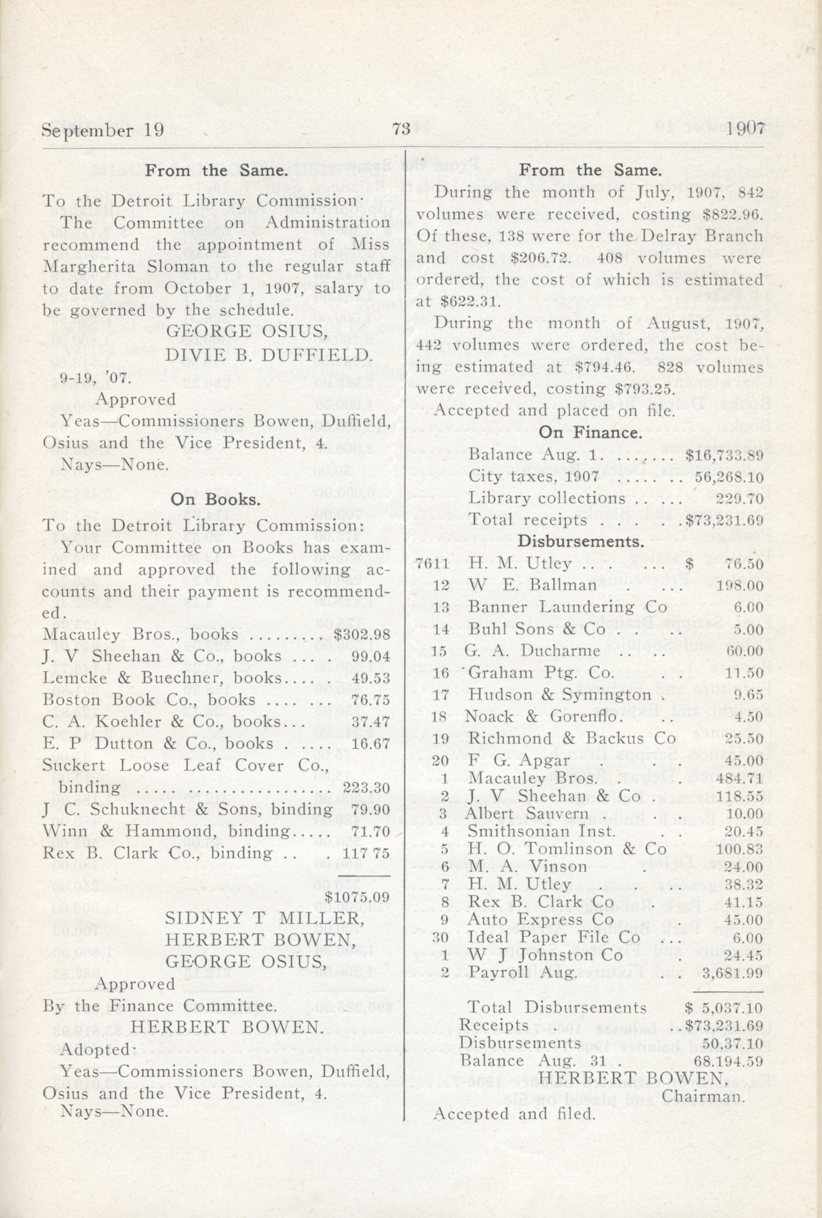 September 19 73 1907
From the Same.
To the Detroit Library Commission·
The Committee on Administration
recommend the appointment of Miss
Margherita Sloman to the regular staff
to date from October 1, 1907, salary to
be governed by the schedule.
GEORGE OSIUS,
DIVIE B. DUFFIELD.
9-19, '07.
Approved
Yeas—Commissioners Bowen, Duffield,
Osius and the Vice President, 4.
Nays—None.
On Books.
To the Detroit Library Commission:
Your Committee on Books has exam-
ined and approved the following ac-
counts and their payment is recommend-
ed.
Macauley Bros., books ......... $302.98
J. V Sheehan & Co., books .... 99.04
Lemcke & Buechner, books.... . 49.53
Boston Book Co., books .... ... 76.75
C. A. Koehler & Co., books... 37.47
E. P Dutton & Co., books . .... 16.67
Suckert Loose Leaf Cover Co.,
binding ..... ................... 223.30
J C. Schuknecht & Sons, binding 79.90
Winn & Hammond, binding..... 71.70
Rex B. Clark Co., binding .. . 117 75
$1075.09
SIDNEY T MILLER,
HERBERT BOWEN,
GEORGE OSIUS,
Approved
By the Finance Committee.
HERBERT BOWEN.
Adopted·
Yeas—Commissioners Bowen, Duffield,
Osius and the Vice President, 4.
Nays—None.
From the Same.
During the month of July, 1907, 842
volumes were received, costing $822.96.
Of these, 138 were for the Delray Branch
and cost $206.72. 408 volumes were
ordered, the cost of which is estimated
at $622.31.
During the month of August, 1907,
442 volumes were ordered, the cost be-
ing estimated at $794.46. 828 volumes
were received, costing $793.25.
Accepted and placed on file.
On Finance.
Balance Aug. 1. ....... $16,733.89
City taxes, 1907 ..... .. 56,268.10
Library collections .. ... 229.70
Total receipts . . . . . $73,231.69
Disbursements.
7611 H. M. Utley .. . ... $ 76.50
12 W E. Ballman . ... 198.00
13 Banner Laundering Co 6.00
14 Buhl Sons & Co . . .. 5.00
15 G. A. Ducharme .. .. 60.00
16 Graham Ptg. Co. . . 11.50
17 Hudson & Symington . 9.65
18 Noack & Gorenflo. .. 4.50
19 Richmond & Backus Co 25.50
20 F G. Apgar . . . 45.00
1 Macauley Bros. . . 484.71
2 J. V Sheehan & Co . 118.55
3 Albert Sauvern . . . 10.00
4 Smithsonian Inst. . . 20.45
5 H. O. Tomlinson & Co 100.83
6 M. A. Vinson . 24.00
7 H. M. Utley . . .. 38.32
8 Rex B. Clark Co . 41.15
9 Auto Express Co . 45.00
30 Ideal Paper File Co ... 6.00
1 W J Johnston Co . 24.45
2 Payroll Aug. . . 3,681.99
Total Disbursements $ 5,037.10
Receipts . .. $73,231.69
Disbursements 50,37.10
Balance Aug. 31 . 68.194.59
HERBERT BOWEN,
Chairman.
Accepted and filed.